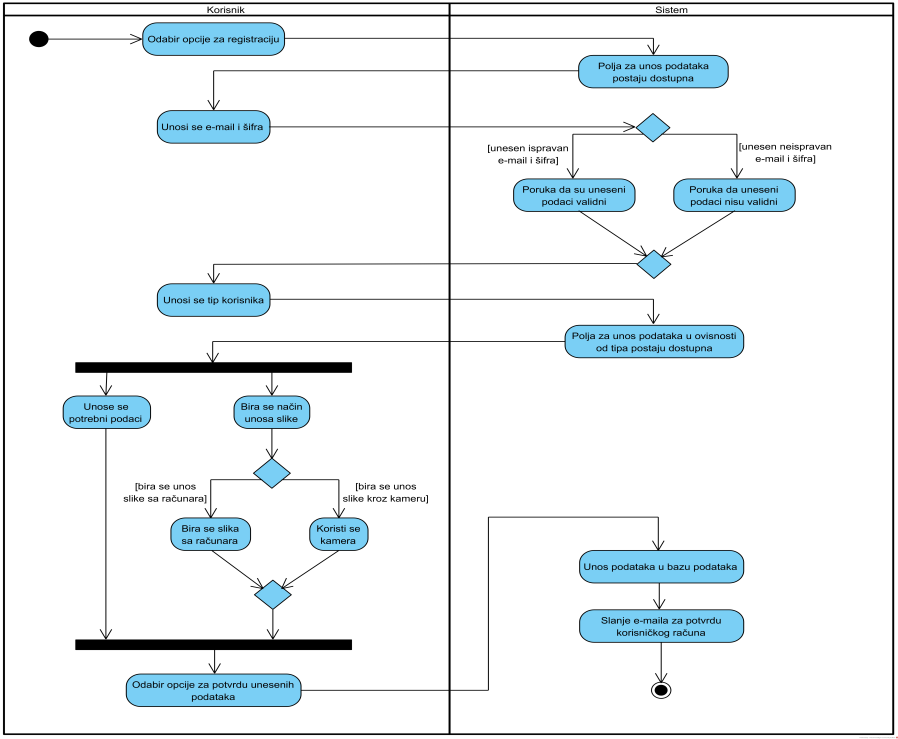 Korisnik
Sistem
Odabir opcije za registraciju
Polja za unos podataka
postaju dostupna
Unosi se e-mail i šifra
[unesen ispravan
e-mail i šifra]
[unesen neispravan
e-mail i šifra]
Poruka da su uneseni
podaci validni
Poruka da uneseni
podaci nisu validni
Unosi se tip korisnika
Polja za unos podataka u ovisnosti
od tipa postaju dostupna
Unose se
potrebni podaci
Bira se način
unosa slike
[bira se unos
slike sa računara]
[bira se unos
slike kroz kameru]
Bira se slika
sa računara
Koristi se
kamera
Unos podataka u bazu podataka
Slanje e-maila za potvrdu
korisničkog računa
Odabir opcije za potvrdu unesenih
podataka